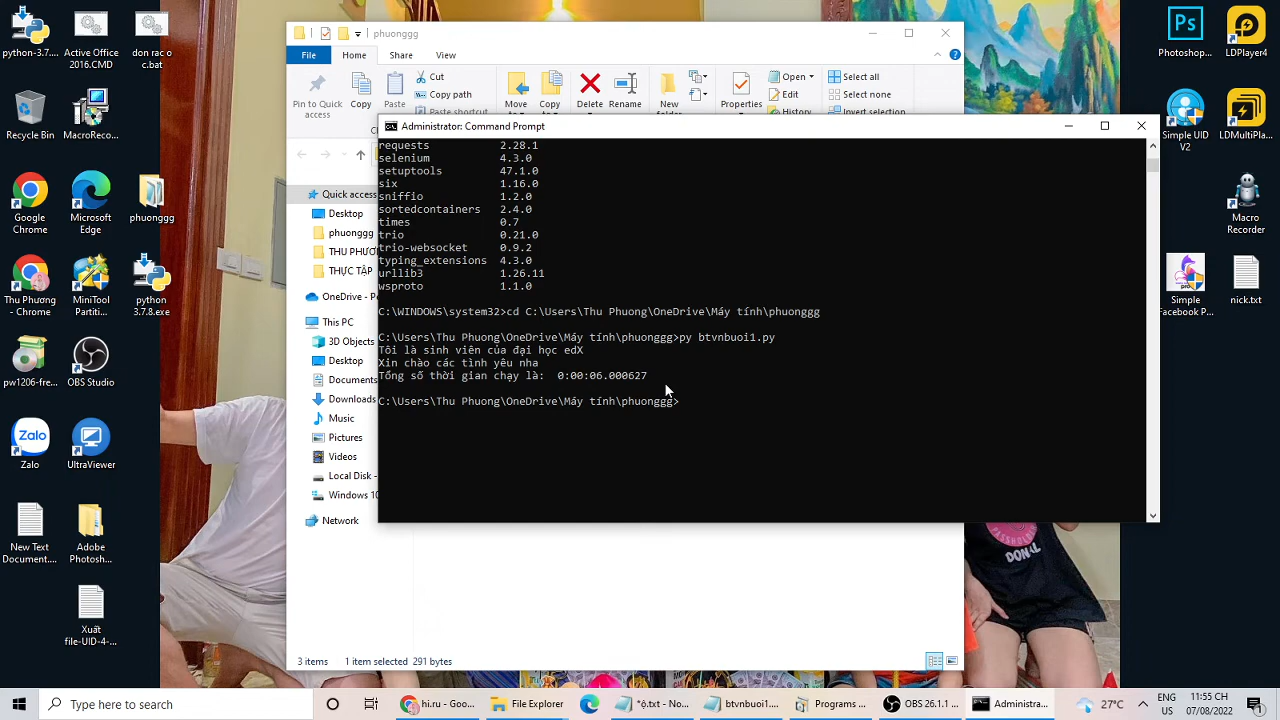 python-3.7....
Active Office 2016.CMD
don rac o c.bat
Recycle Bin
MacroReco...
Google Chrome
Microsoft Edge
phuonggg
Thu Phương - Chrome
MiniTool
python 3.7.8.exe
pw1206-fre...
OBS Studio
Zalo
UltraViewer
New Text Document....
Adobe Photosh...
Xuất file-UID-4-...
phuonggg
File
Home
Share
View
Pin to Quick access
Copy
Paste
Cut
Copy path
Paste shortcut
Move
Copy
Delete
Rename
New
Properties
Open
Edit
History
Select all
Select none
Invert selection
Quick access
Desktop
phuonggg
THU PHƯƠ
THỰC TẬP
OneDrive - Pe
This PC
3D Objects
Desktop
Documents
Downloads
Music
Pictures
Videos
Local Disk -
Windows 10
Network
3 items
1 item selected
291 bytes
Administrator: Command Prompt
requests 2.28.1
selenium 4.3.0
setuptools 47.1.0
six 1.16.0
sniffio 1.2.0
sortedcontainers 2.4.0
times 0.7
trio 0.21.0
trio-websocket 0.9.2
typing_extensions 4.3.0
urllib3 1.26.11
wsproto 1.1.0
C:\WINDOWS\system32>cd C:\Users\Thu Phuong\OneDrive\Máy tính\phuonggg
C:\Users\Thu Phuong\OneDrive\Máy tính\phuonggg>py btvnbuoi1.py
Tôi là sinh viên của đại học edX
Xin chào các tình yêu nha
Tổng số thời gian chạy là: 0:00:06.000627
C:\Users\Thu Phuong\OneDrive\Máy tính\phuonggg>
Photoshop...
LDPlayer4
Simple UID V2
LDMultiPla...
Macro Recorder
Simple Facebook ...
nick.txt
PASSHOLDER
DON'T
Type here to search
hi.ru - Goo...
File Explorer
*6.txt - No...
btvnbuoi1...
Programs ...
OBS 26.1.1 ...
Administra...
27°C
ENG
11:55 CH
07/08/2022
1